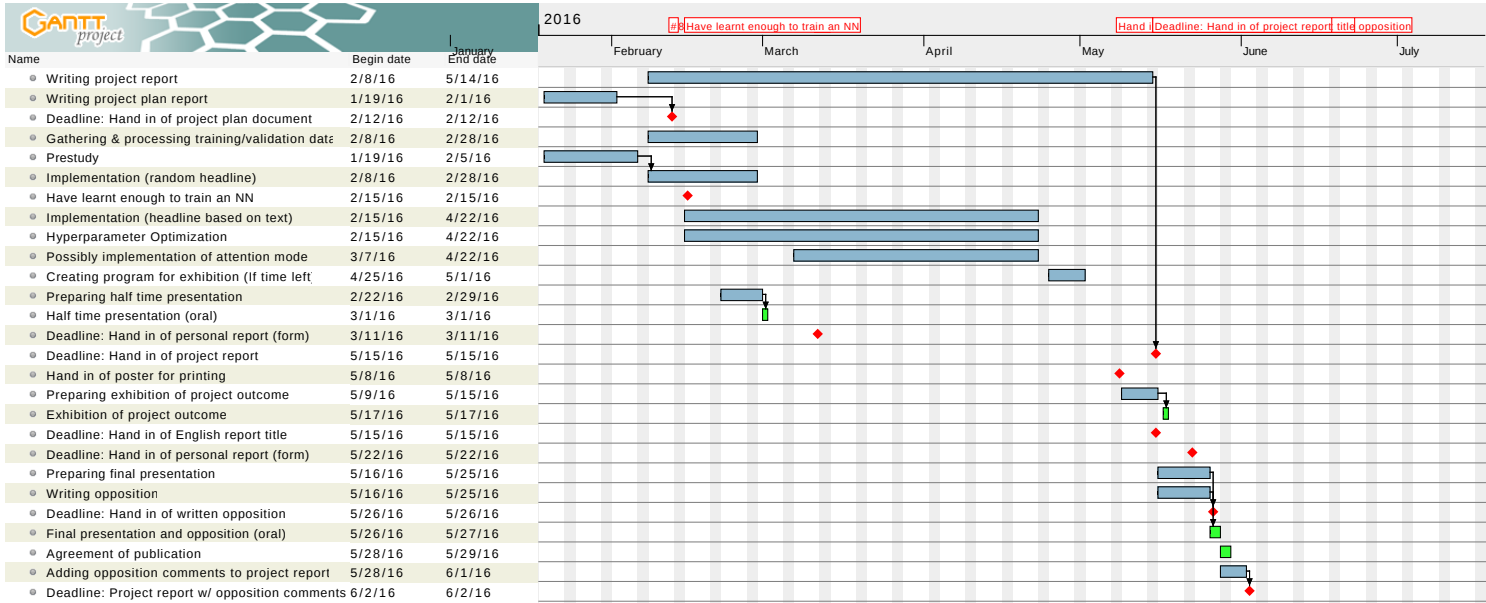 GANTT
project
2016
#8 Have learnt enough to train an NN
Hand i Deadline: Hand in of project report title opposition
January
February
March
April
May
June
July
Name Begin date End date
Writing project report 2/8/16 5/14/16
Writing project plan report 1/19/16 2/1/16
Deadline: Hand in of project plan document 2/12/16 2/12/16
Gathering & processing training/validation data 2/8/16 2/28/16
Prestudy 1/19/16 2/5/16
Implementation (random headline) 2/8/16 2/28/16
Have learnt enough to train an NN 2/15/16 2/15/16
Implementation (headline based on text) 2/15/16 4/22/16
Hyperparameter Optimization 2/15/16 4/22/16
Possibly implementation of attention mode 3/7/16 4/22/16
Creating program for exhibition (If time left) 4/25/16 5/1/16
Preparing half time presentation 2/22/16 2/29/16
Half time presentation (oral) 3/1/16 3/1/16
Deadline: Hand in of personal report (form) 3/11/16 3/11/16
Deadline: Hand in of project report 5/15/16 5/15/16
Hand in of poster for printing 5/8/16 5/8/16
Preparing exhibition of project outcome 5/9/16 5/15/16
Exhibition of project outcome 5/17/16 5/17/16
Deadline: Hand in of English report title 5/15/16 5/15/16
Deadline: Hand in of personal report (form) 5/22/16 5/22/16
Preparing final presentation 5/16/16 5/25/16
Writing opposition 5/16/16 5/25/16
Deadline: Hand in of written opposition 5/26/16 5/26/16
Final presentation and opposition (oral) 5/26/16 5/27/16
Agreement of publication 5/28/16 5/29/16
Adding opposition comments to project report 5/28/16 6/1/16
Deadline: Project report w/ opposition comments 6/2/16 6/2/16